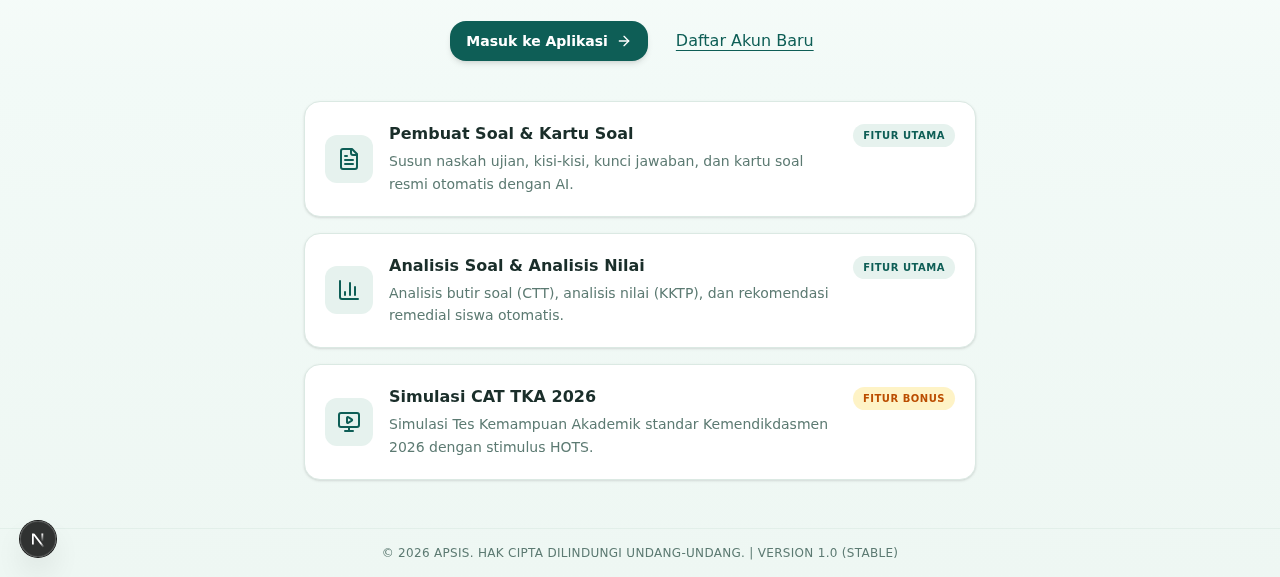 Masuk ke Aplikasi →
Daftar Akun Baru
Pembuat Soal & Kartu Soal
FITUR UTAMA
Susun naskah ujian, kisi-kisi, kunci jawaban, dan kartu soal
resmi otomatis dengan AI.
Analisis Soal & Analisis Nilai
FITUR UTAMA
Analisis butir soal (CTT), analisis nilai (KKTP), dan rekomendasi
remedial siswa otomatis.
Simulasi CAT TKA 2026
FITUR BONUS
Simulasi Tes Kemampuan Akademik standar Kemendikdasmen
2026 dengan stimulus HOTS.
N
© 2026 APSIS. HAK CIPTA DILINDUNGI UNDANG-UNDANG. | VERSION 1.0 (STABLE)